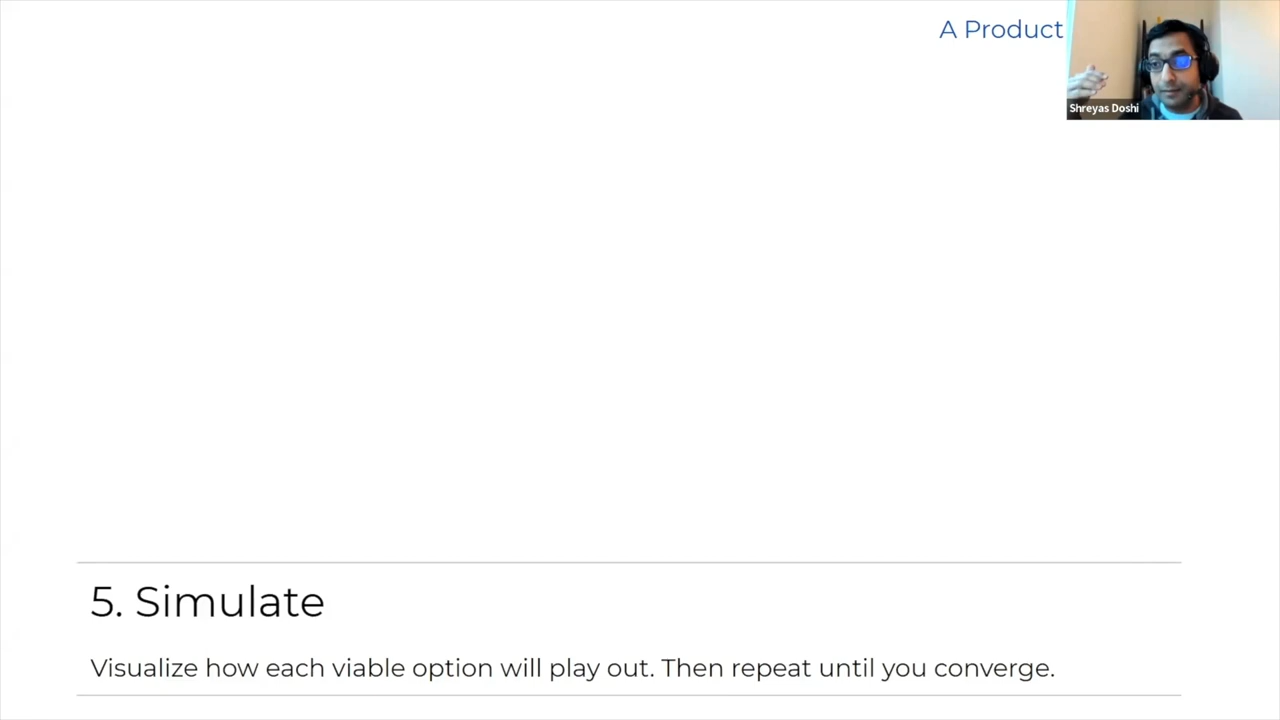 A Product
Shreyas Doshi
5. Simulate
Visualize how each viable option will play out. Then repeat until you converge.